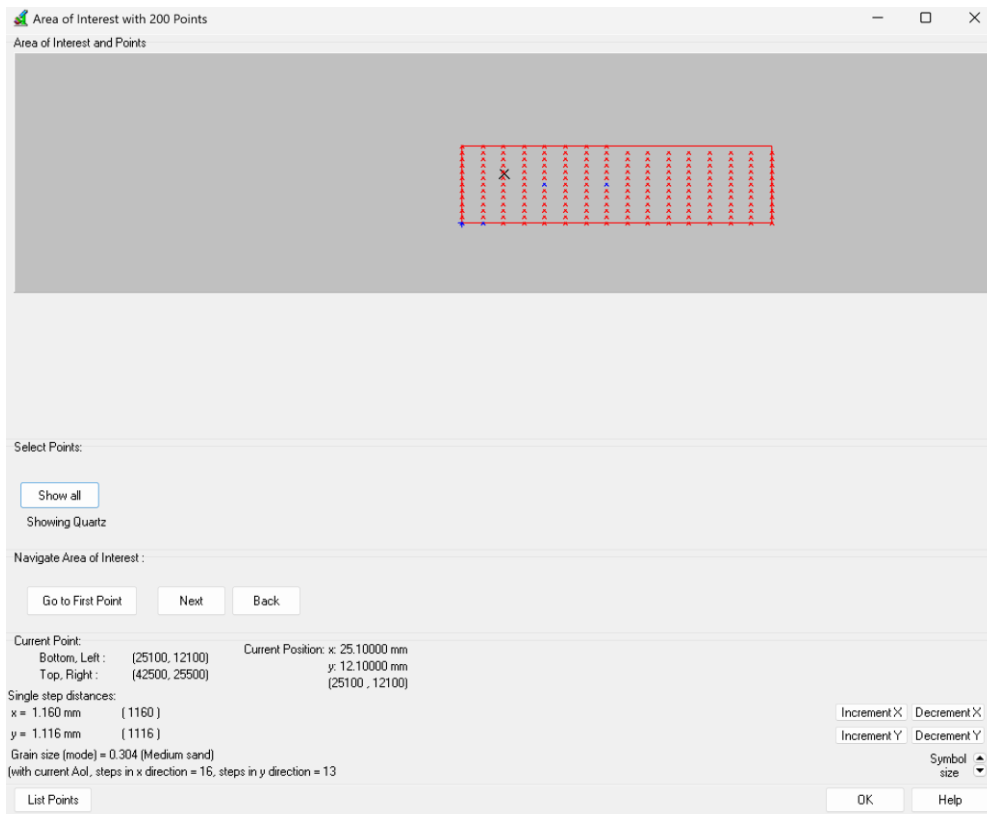 Area of Interest with 200 Points
Area of Interest and Points
Select Points:
Show all
Showing Quartz
Navigate Area of Interest :
Go to First Point Next Back
Current Point:
Bottom, Left : (25100, 12100) Current Position: x: 25.10000 mm
Top, Right : (42500, 25500) y: 12.10000 mm
(25100 , 12100)
Single step distances:
x = 1.160 mm ( 1160 ) Increment X Decrement X
y = 1.116 mm ( 1116 ) Increment Y Decrement Y
Grain size (mode) = 0.304 (Medium sand)
(with current AoI, steps in x direction = 16, steps in y direction = 13
Symbol
size
List Points OK Help